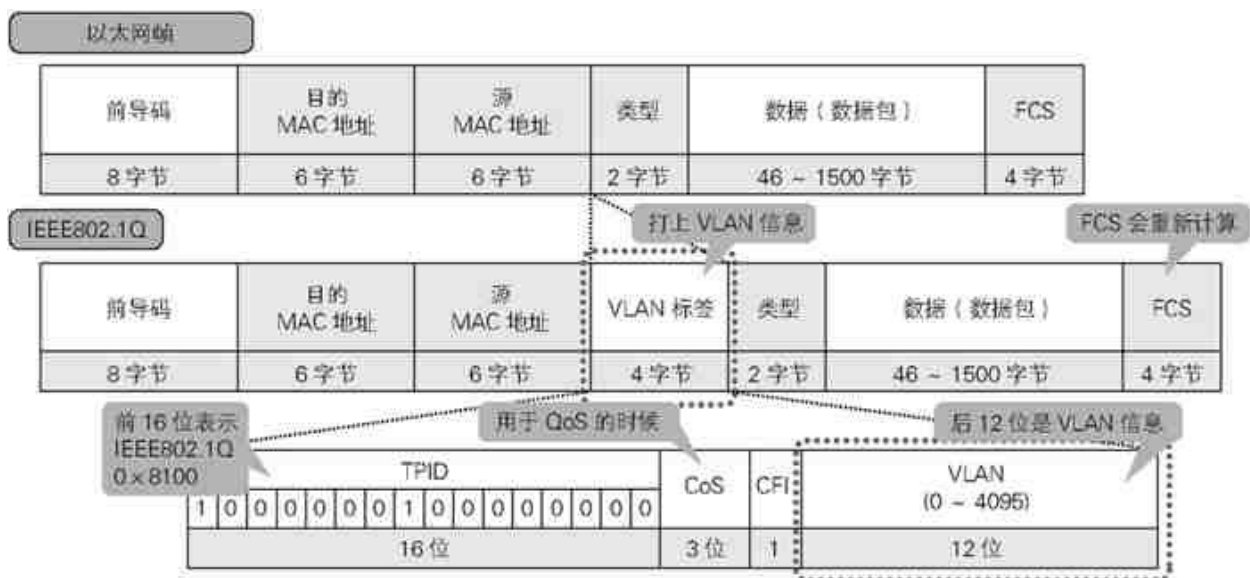 以太网帧
前导码
目的
MAC 地址
源
MAC 地址
类型
数据（数据包）
FCS
8 字节
6 字节
6 字节
2 字节
46 ~ 1500 字节
4 字节
IEEE802.1Q
打上 VLAN 信息
FCS 会重新计算
前导码
目的
MAC 地址
源
MAC 地址
VLAN 标签
类型
数据（数据包）
FCS
8 字节
6 字节
6 字节
4 字节
2 字节
46 ~ 1500 字节
4 字节
前 16 位表示
IEEE802.1Q
0×8100
用于 QoS 的时候
后 12 位是 VLAN 信息
TPID
CoS
CFI
VLAN
(0 ~ 4095)
1 0 0 0 0 0 0 1 0 0 0 0 0 0 0 0
16 位
3 位
1
12 位